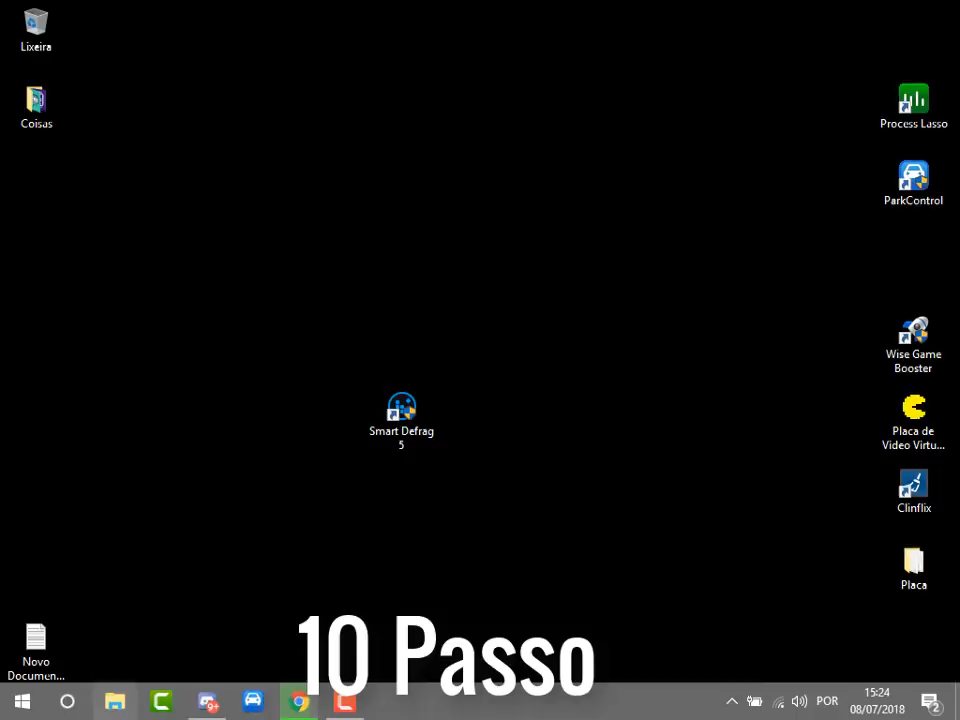 Lixeira
Coisas
Process Lasso
ParkControl
Wise Game
Booster
Smart Defrag
5
Placa de
Video Virtu...
Clinflix
Placa
Novo
Documen...
10 Passo
9+
POR
15:24
08/07/2018
2